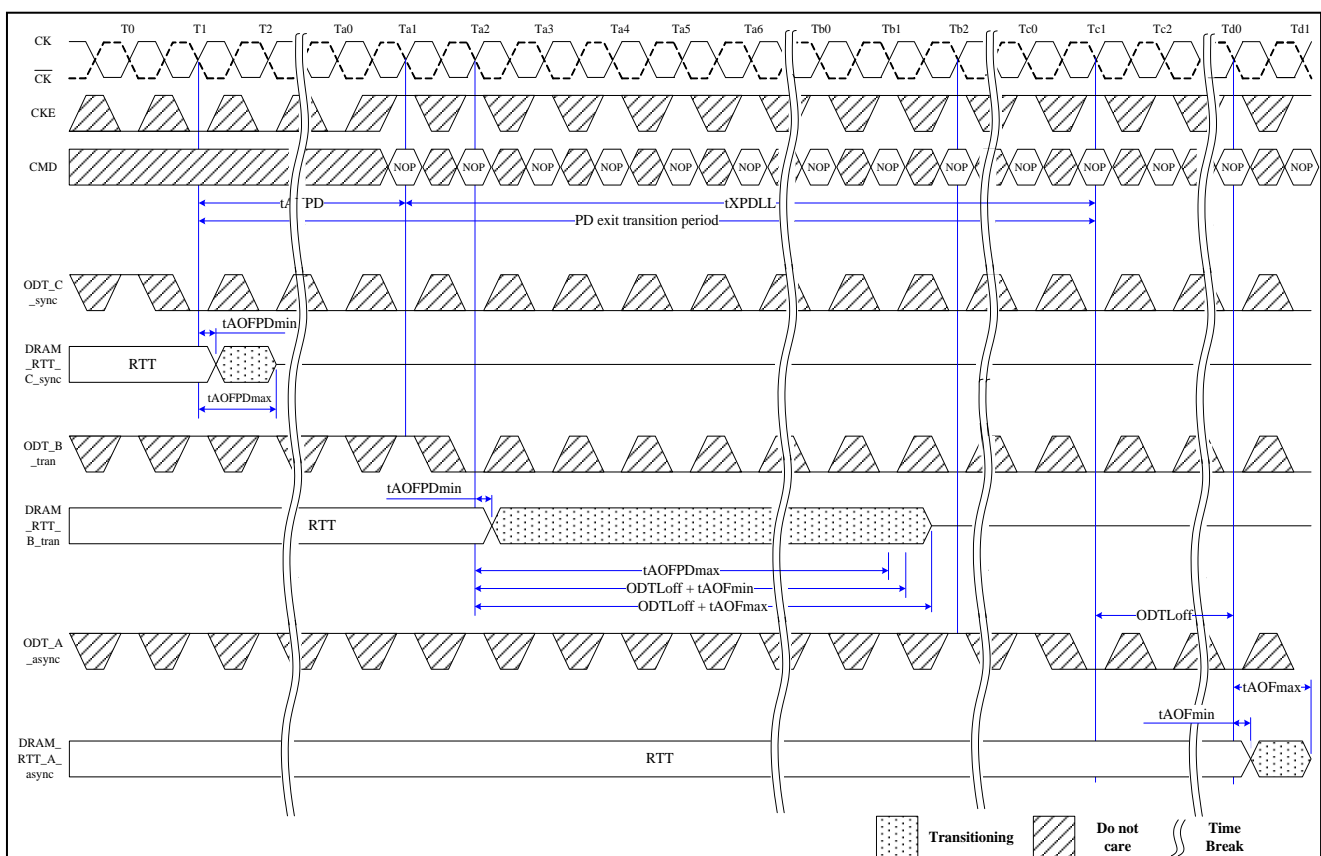 T0 T1 T2 Ta0 Ta1 Ta2 Ta3 Ta4 Ta5 Ta6 Tb0 Tb1 Tb2 Tc0 Tc1 Tc2 Td0 Td1
CK
CK
CKE
CMD
NOP NOP NOP NOP NOP NOP NOP NOP NOP NOP NOP NOP NOP NOP
tXPDLL
PD exit transition period
ODT_C
_sync
tAOFPDmin
DRAM
_RTT_
C_sync
RTT
tAOFPDmax
ODT_B
_tran
tAOFPDmin
DRAM
_RTT_
B_tran
RTT
tAOFPDmax
ODTLoff + tAOFmin
ODTLoff + tAOFmax
ODTLoff
ODT_A
_async
tAOFmax
tAOFmin
DRAM_
RTT_A_
async
RTT
Transitioning
Do not
care
Time
Break